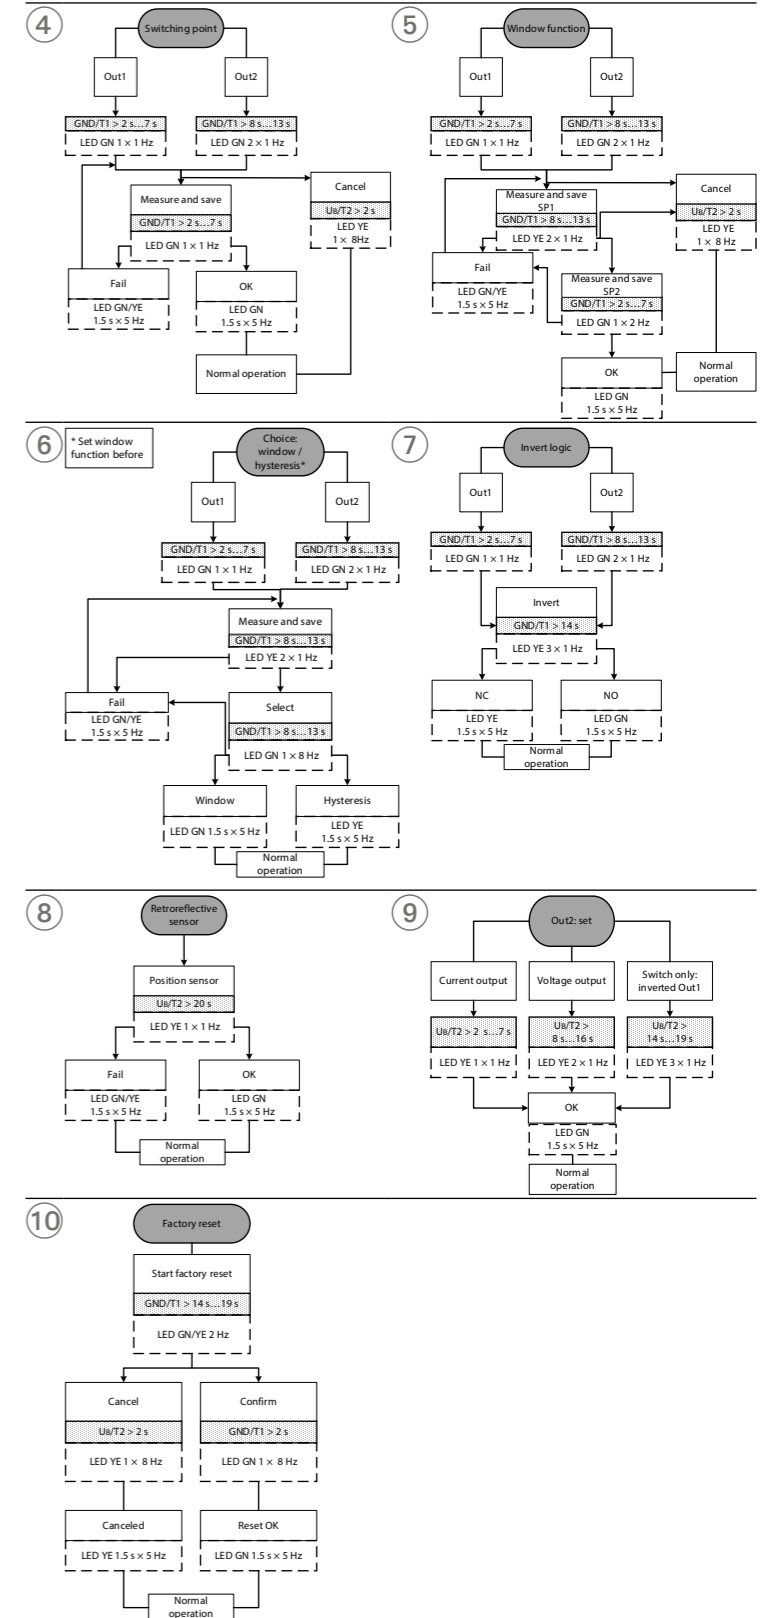 4
Switching point
Out1
Out2
GND/T1 > 2 s...7 s
GND/T1 > 8 s...13 s
LED GN 1 × 1 Hz
LED GN 2 × 1 Hz
Measure and save
GND/T1 > 2 s...7 s
LED GN 1 × 1 Hz
Cancel
UB/T2 > 2 s
LED YE
1 × 8Hz
Fail
LED GN/YE
1.5 s × 5 Hz
OK
LED GN
1.5 s × 5 Hz
Normal operation
5
Window function
Out1
Out2
GND/T1 > 2 s...7 s
GND/T1 > 8 s...13 s
LED GN 1 × 1 Hz
LED GN 2 × 1 Hz
Measure and save
SP1
GND/T1 > 8 s...13 s
LED YE 2 × 1 Hz
Cancel
UB/T2 > 2 s
LED YE
1 × 8 Hz
Fail
LED GN/YE
1.5 s × 5 Hz
Measure and save
SP2
GND/T1 > 2 s...7 s
LED GN 1 × 2 Hz
OK
LED GN
1.5 s × 5 Hz
Normal
operation
6
* Set window
function before
Choice:
window /
hysteresis*
Out1
Out2
GND/T1 > 2 s...7 s
GND/T1 > 8 s...13 s
LED GN 1 × 1 Hz
LED GN 2 × 1 Hz
Measure and save
GND/T1 > 8 s...13 s
LED YE 2 × 1 Hz
Fail
LED GN/YE
1.5 s × 5 Hz
Select
GND/T1 > 8 s...13 s
LED GN 1 × 8 Hz
Window
LED GN 1.5 s × 5 Hz
Hysteresis
LED YE
1.5 s × 5 Hz
Normal
operation
7
Invert logic
Out1
Out2
GND/T1 > 2 s...7 s
GND/T1 > 8 s...13 s
LED GN 1 × 1 Hz
LED GN 2 × 1 Hz
Invert
GND/T1 > 14 s
LED YE 3 × 1 Hz
NC
LED YE
1.5 s × 5 Hz
NO
LED GN
1.5 s × 5 Hz
Normal
operation
8
Retroreflective
sensor
Position sensor
UB/T2 > 20 s
LED YE 1 × 1 Hz
Fail
LED GN/YE
1.5 s × 5 Hz
OK
LED GN
1.5 s × 5 Hz
Normal
operation
9
Out2: set
Current output
Voltage output
Switch only:
inverted Out1
UB/T2 > 2 s...7 s
UB/T2 >
8 s...16 s
UB/T2 >
14 s...19 s
LED YE 1 × 1 Hz
LED YE 2 × 1 Hz
LED YE 3 × 1 Hz
OK
LED GN
1.5 s × 5 Hz
Normal
operation
10
Factory reset
Start factory reset
GND/T1 > 14 s...19 s
LED GN/YE 2 Hz
Cancel
UB/T2 > 2 s
LED YE 1 × 8 Hz
Confirm
GND/T1 > 2 s
LED GN 1 × 8 Hz
Canceled
LED YE 1.5 s × 5 Hz
Reset OK
LED GN 1.5 s × 5 Hz
Normal
operation